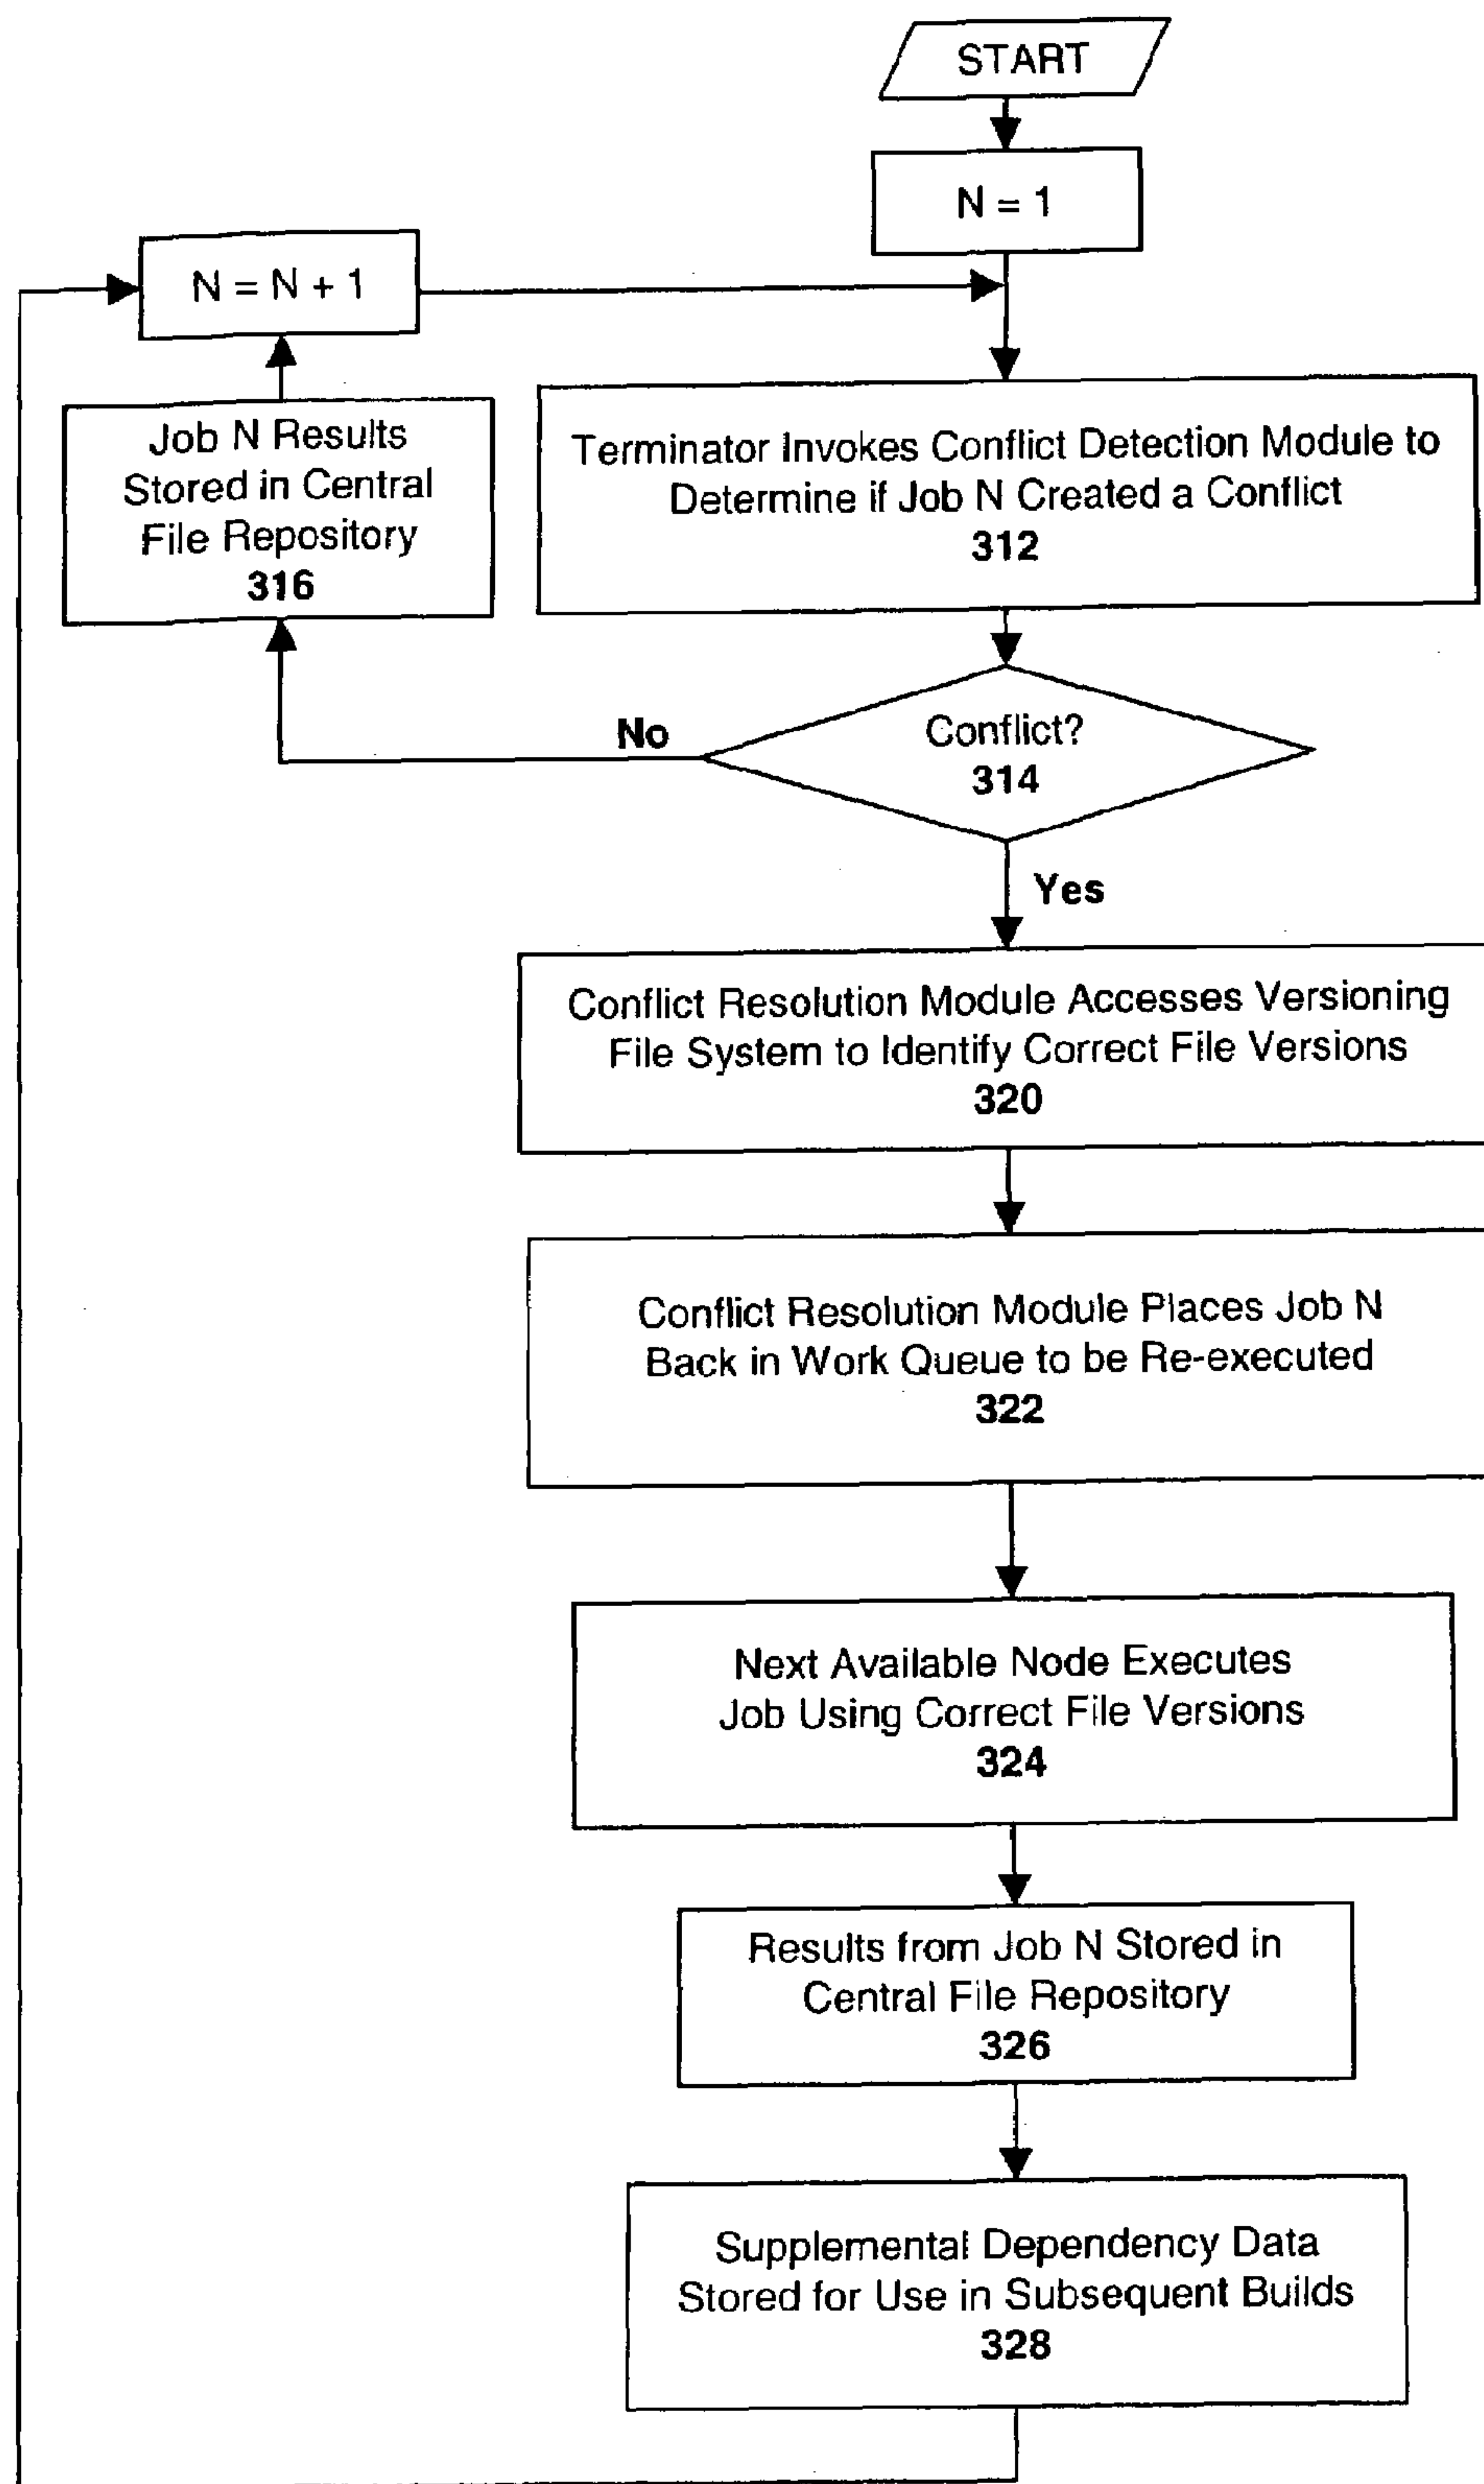 START
N = 1
N = N + 1
Job N Results
Stored in Central
File Repository
316
Terminator Invokes Conflict Detection Module to
Determine if Job N Created a Conflict
312
No
Conflict?
314
Yes
Conflict Resolution Module Accesses Versioning
File System to Identify Correct File Versions
320
Conflict Resolution Module Places Job N
Back in Work Queue to be Re-executed
322
Next Available Node Executes
Job Using Correct File Versions
324
Results from Job N Stored in
Central File Repository
326
Supplemental Dependency Data
Stored for Use in Subsequent Builds
328